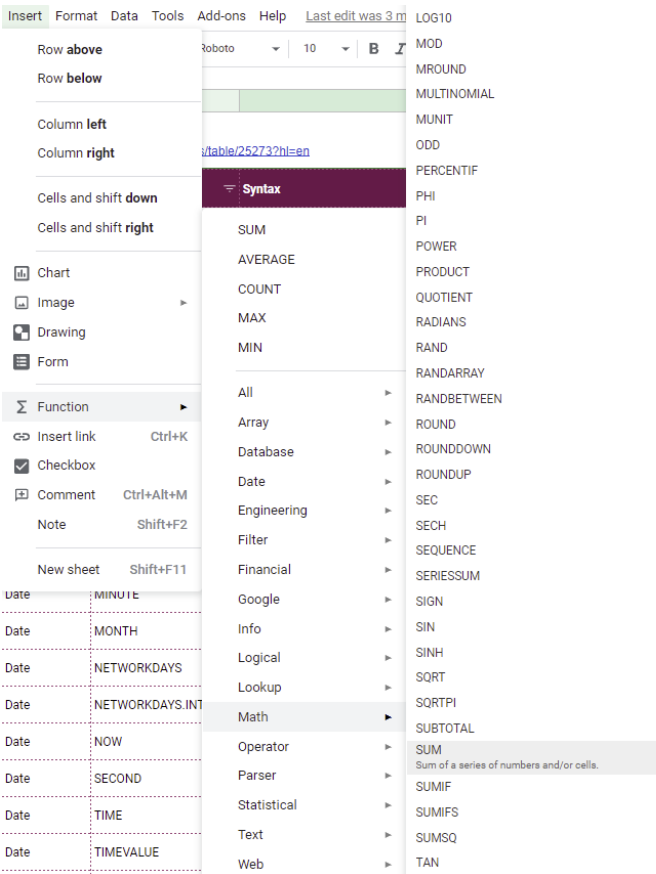 Insert Format Data Tools Add-ons Help Last edit was 3 m
Roboto 10 B I
Row above
Row below
Column left
Column right
Cells and shift down
Cells and shift right
Chart
Image
Drawing
Form
Function
Insert link Ctrl+K
Checkbox
Comment Ctrl+Alt+M
Note Shift+F2
New sheet Shift+F11
s/table/25273?hl=en
Syntax
SUM
AVERAGE
COUNT
MAX
MIN
All
Array
Database
Date
Engineering
Filter
Financial
Google
Info
Logical
Lookup
Math
Operator
Parser
Statistical
Text
Web
LOG10
MOD
MROUND
MULTINOMIAL
MUNIT
ODD
PERCENTIF
PHI
PI
POWER
PRODUCT
QUOTIENT
RADIANS
RAND
RANDARRAY
RANDBETWEEN
ROUND
ROUNDDOWN
ROUNDUP
SEC
SECH
SEQUENCE
SERIESSUM
SIGN
SIN
SINH
SQRT
SQRTPI
SUBTOTAL
SUM
Sum of a series of numbers and/or cells.
SUMIF
SUMIFS
SUMSQ
TAN
Date MINUTE
Date MONTH
Date NETWORKDAYS
Date NETWORKDAYS.INT
Date NOW
Date SECOND
Date TIME
Date TIMEVALUE